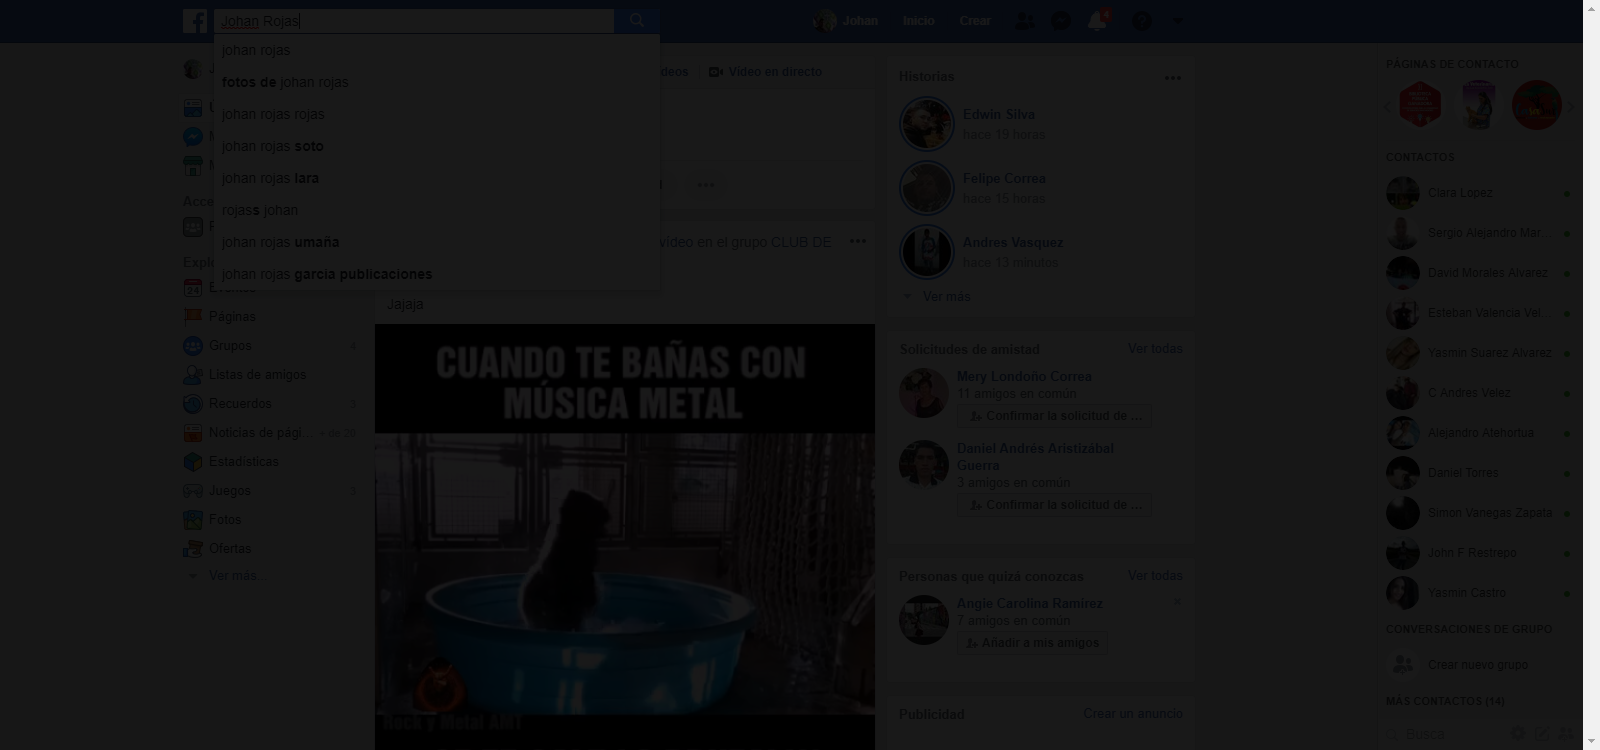 Johan Rojas
Johan
Inicio
Crear
4
johan rojas
fotos de johan rojas
johan rojas rojas
johan rojas soto
johan rojas lara
rojass johan
johan rojas umaña
johan rojas garcia publicaciones
Eventos
Páginas
Grupos
Listas de amigos
Recuerdos
Noticias de pági...
Estadísticas
Juegos
Fotos
Ofertas
Ver más...
Vídeo en directo
vídeo en el grupo CLUB DE
Jajaja
CUANDO TE BAÑAS CON
MÚSICA METAL
Rock y Metal AMT
Historias
Edwin Silva
hace 19 horas
Felipe Correa
hace 15 horas
Andres Vasquez
hace 13 minutos
Ver más
Solicitudes de amistad
Ver todas
Mery Londoño Correa
11 amigos en común
Confirmar la solicitud de ...
Daniel Andrés Aristizábal
Guerra
3 amigos en común
Confirmar la solicitud de ...
Personas que quizá conozcas
Ver todas
Angie Carolina Ramirez
7 amigos en común
Añadir a mis amigos
Publicidad
Crear un anuncio
PÁGINAS DE CONTACTO
CONTACTOS
Clara Lopez
Sergio Alejandro Mar...
David Morales Alvarez
Esteban Valencia Vel...
Yasmin Suarez Alvarez
C Andres Velez
Alejandro Atehortua
Daniel Torres
Simon Vanegas Zapata
John F Restrepo
Yasmin Castro
CONVERSACIONES DE GRUPO
Crear nuevo grupo
MÁS CONTACTOS (14)
Busca